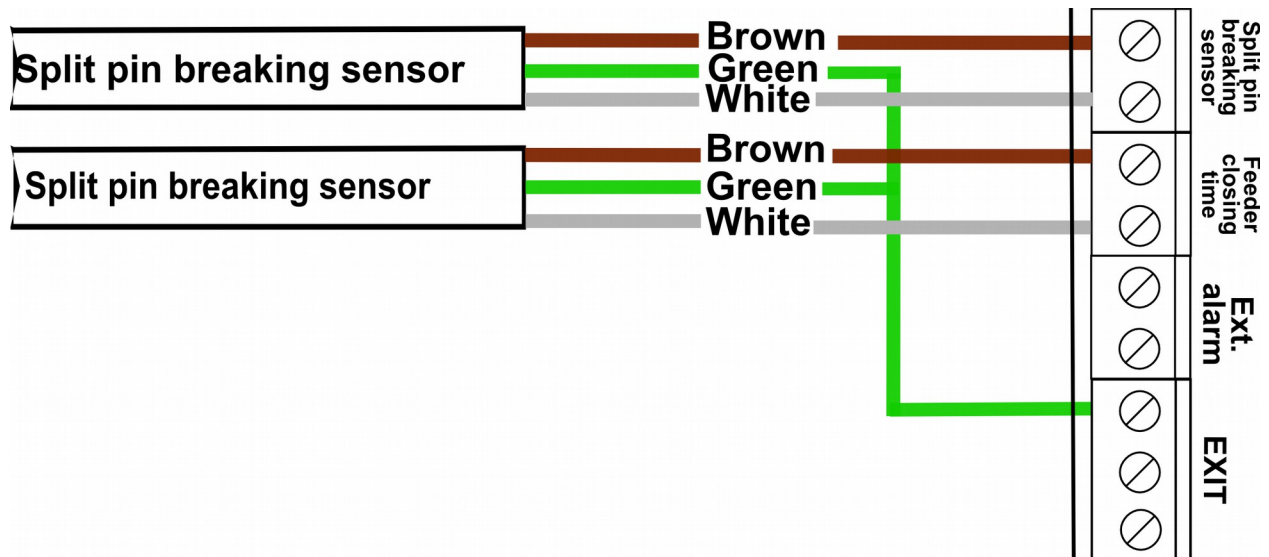 Split pin breaking sensor
Brown
Green
White
Split pin breaking sensor
Brown
Green
White
Split pin
breaking
sensor
Feeder
closing
time
Ext.
alarm
EXIT